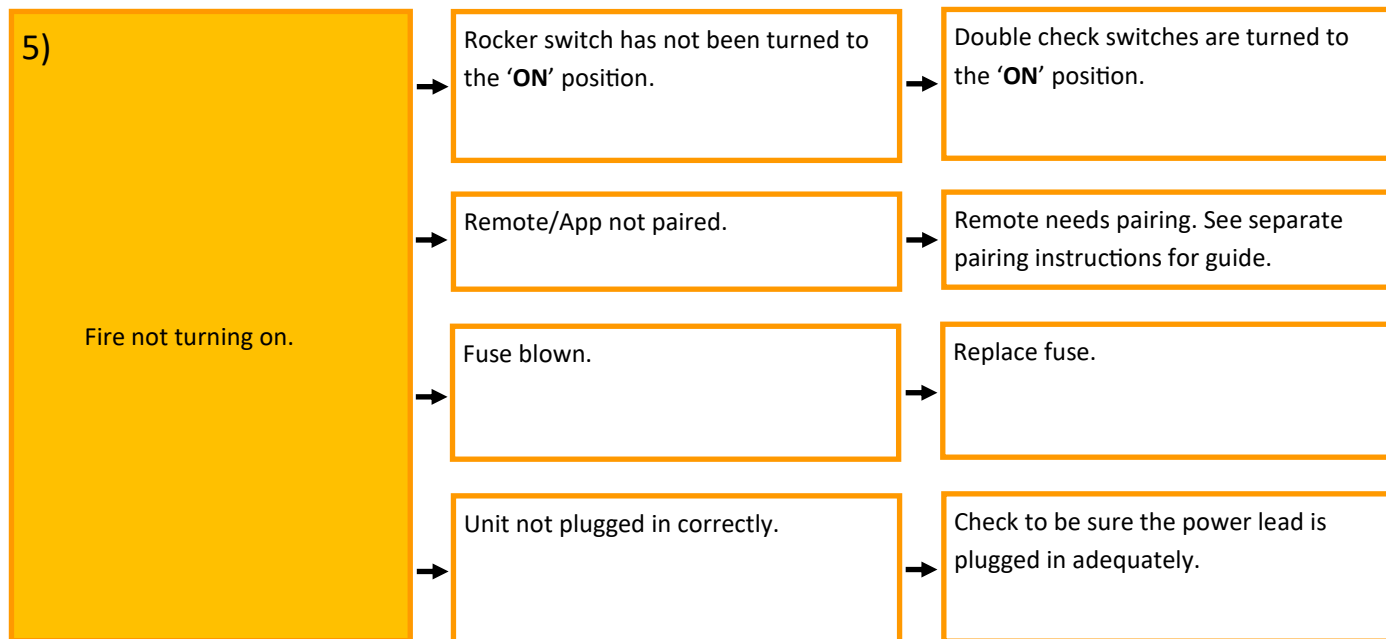 5)
Fire not turning on.
Rocker switch has not been turned to
the ‘ON’ position.
Double check switches are turned to
the ‘ON’ position.
Remote/App not paired.
Remote needs pairing. See separate
pairing instructions for guide.
Fuse blown.
Replace fuse.
Unit not plugged in correctly.
Check to be sure the power lead is
plugged in adequately.